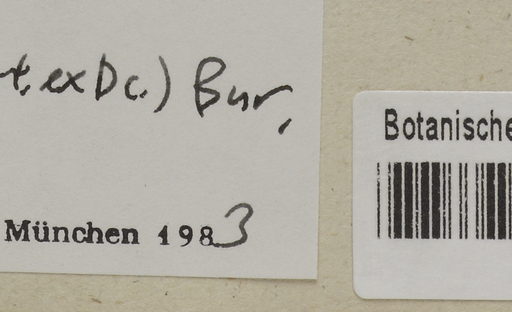 t. ex Dc.) Bur,
München 1983
Botanische